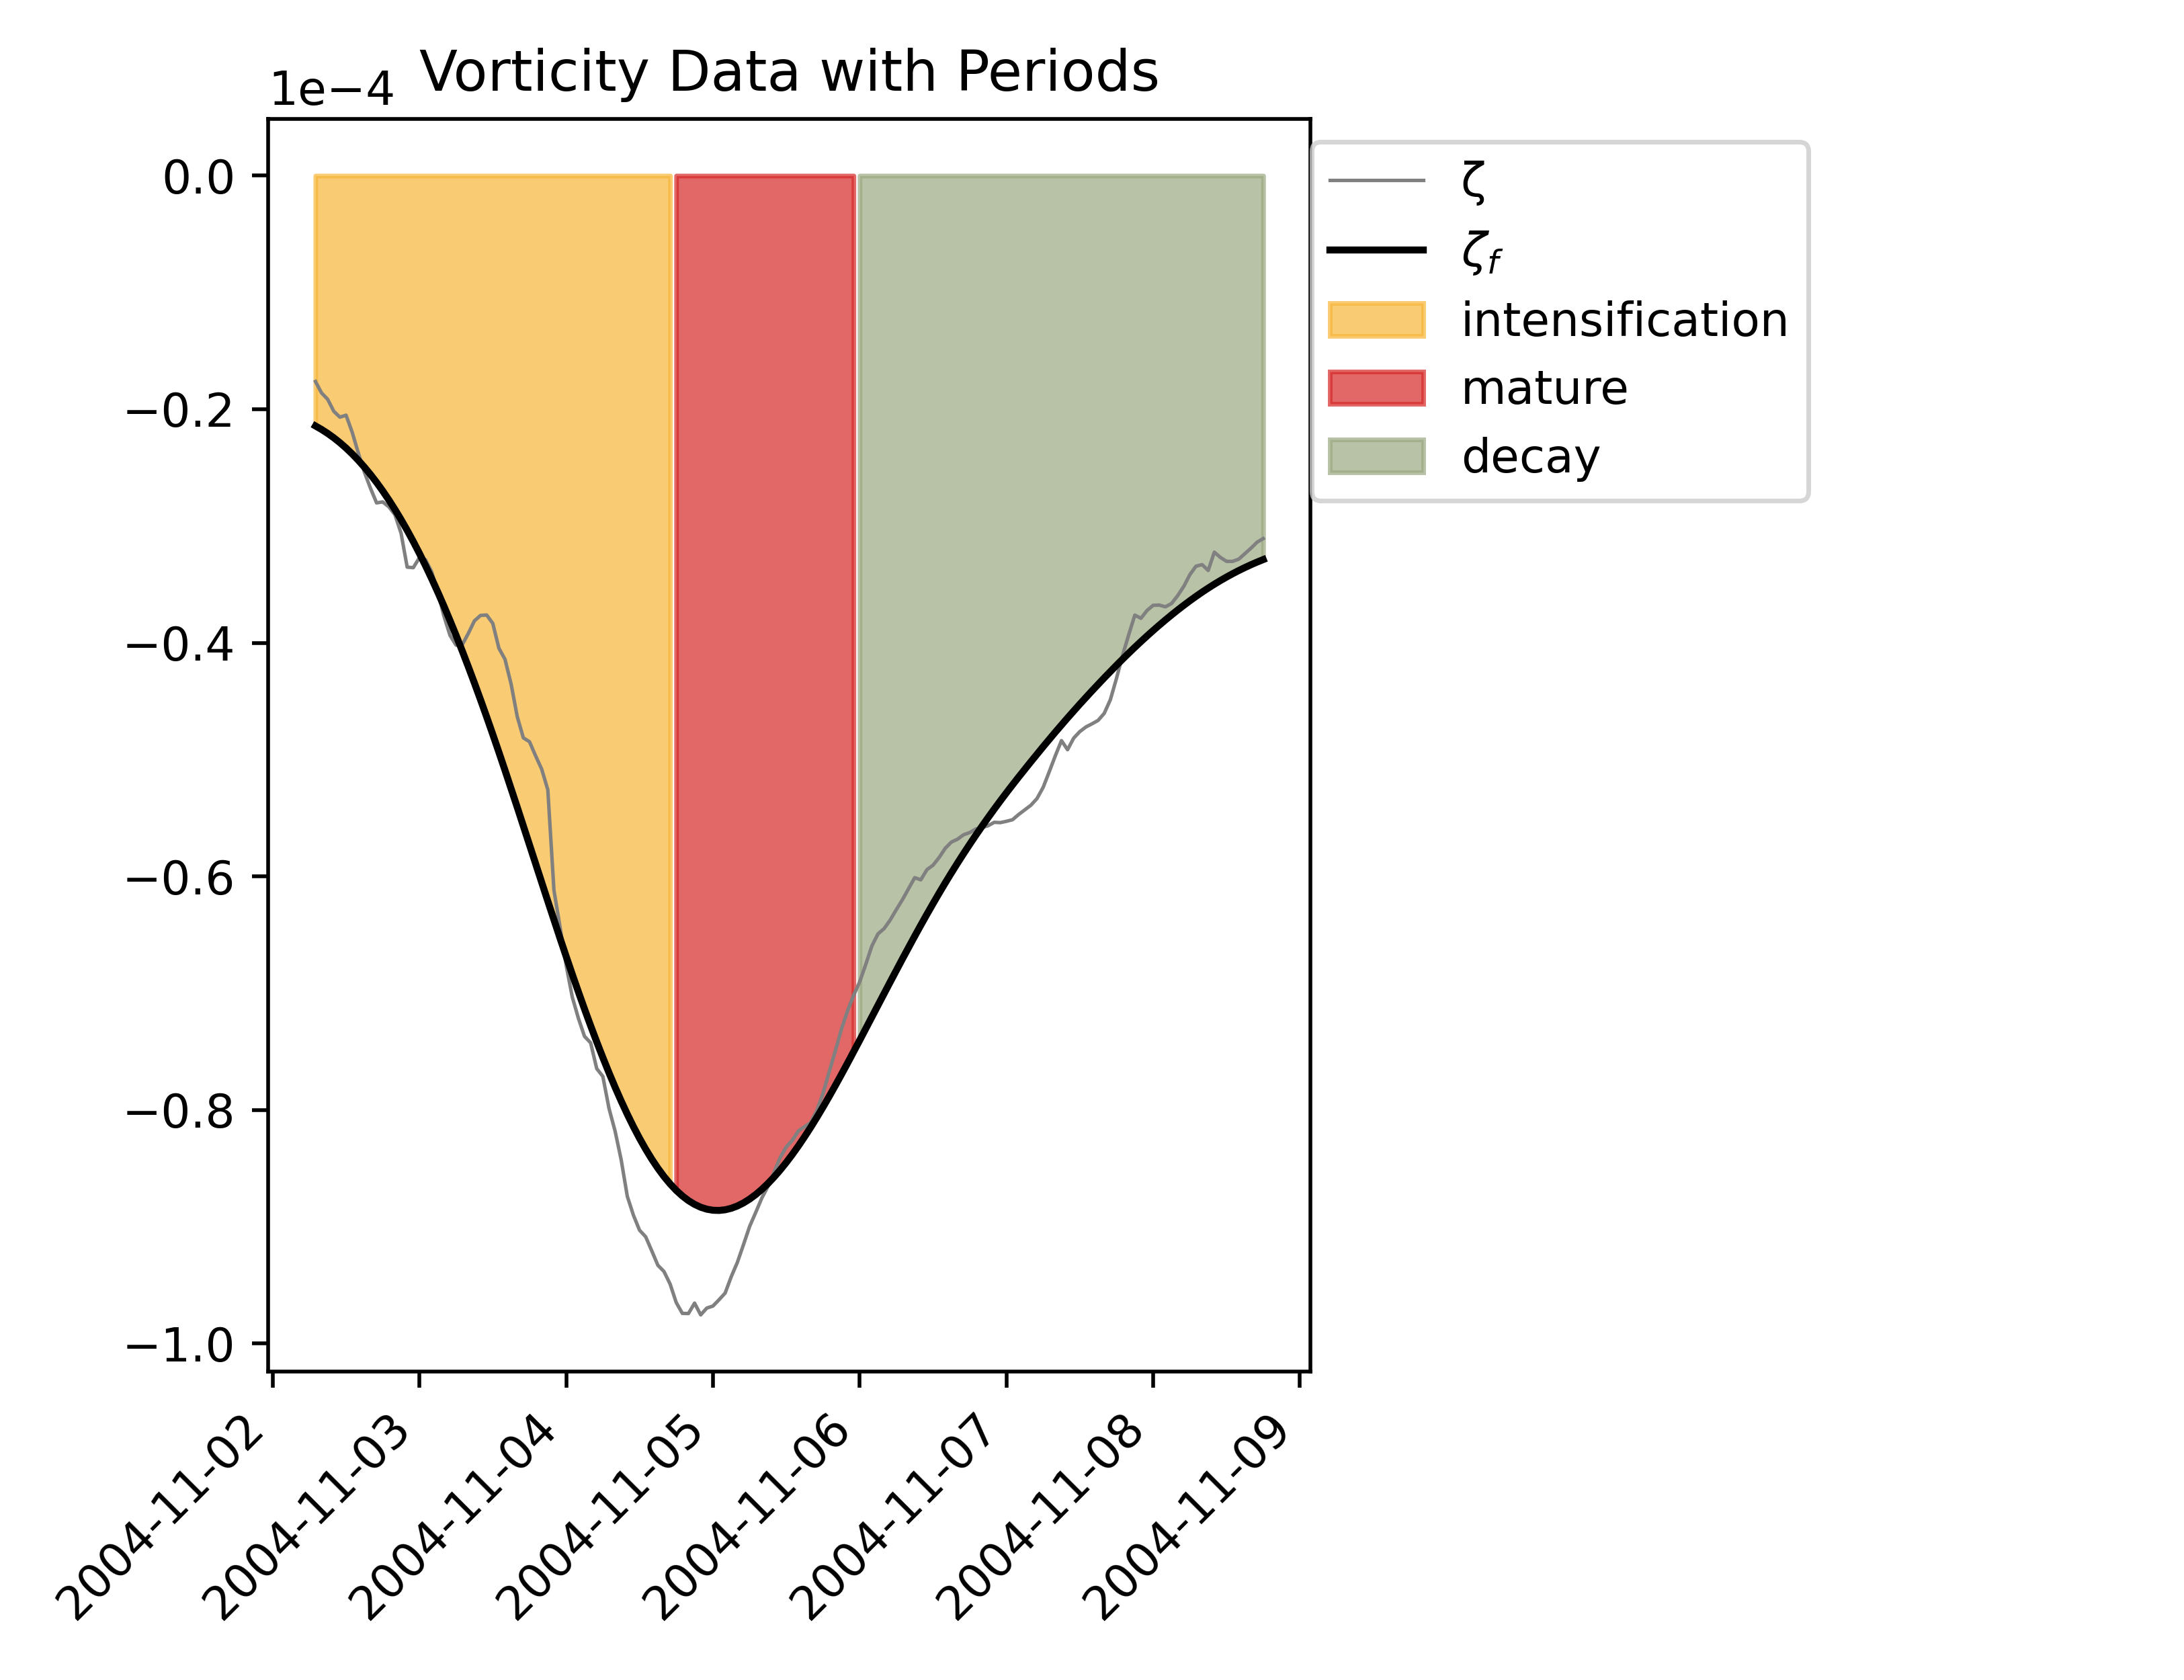 Vorticity Data with Periods
1e−4
0.0
−0.2
−0.4
−0.6
−0.8
−1.0
2004-11-02
2004-11-03
2004-11-04
2004-11-05
2004-11-06
2004-11-07
2004-11-08
2004-11-09
ζ
ζf
intensification
mature
decay